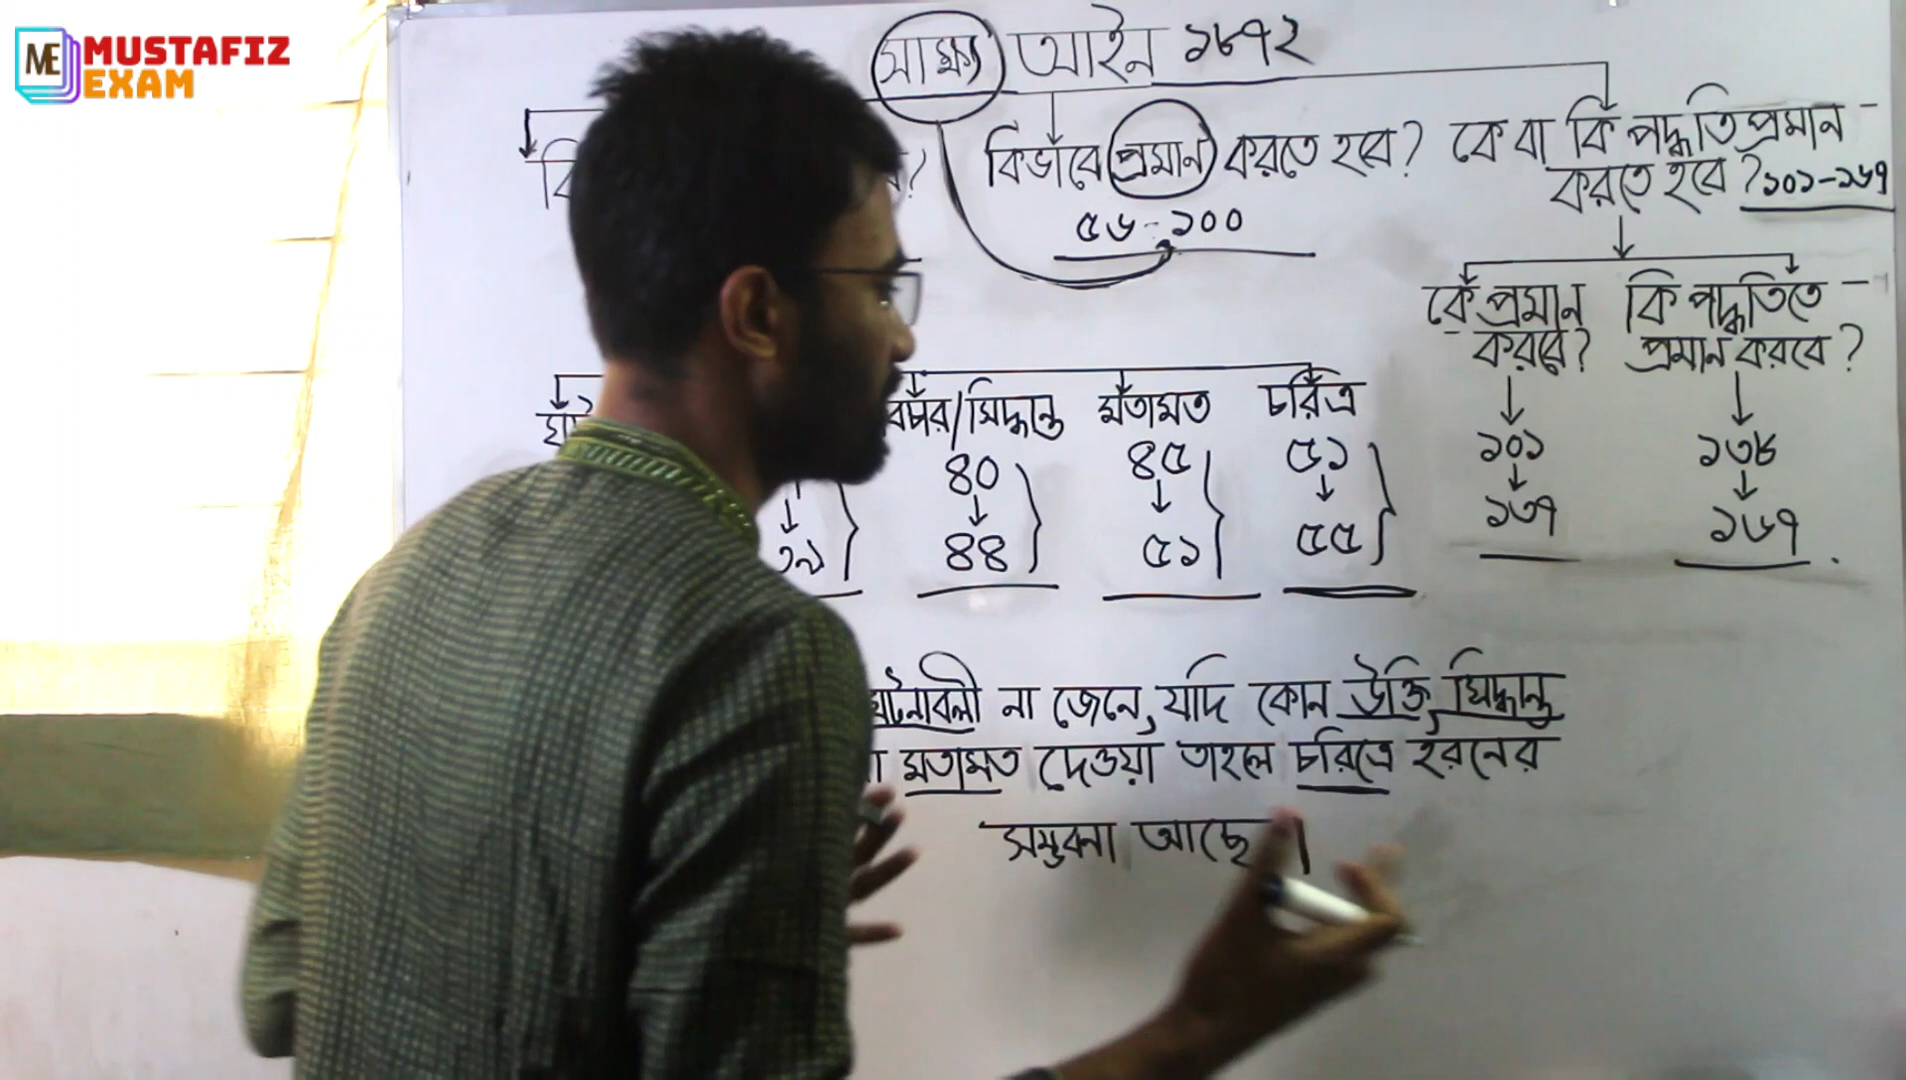 MUSTAFIZ
EXAM
ME
সাক্ষ্য আইন ১৮৭২
কিভাবে প্রমান করতে হবে?
৫৬-১০০
কে বা কি পদ্ধতি প্রমান
করতে হবে? ১০১-১৬৭
কে প্রমান করবে?
১০১
১৩৭
কি পদ্ধতিতে
প্রমান করবে?
১৩৮
১৬৭
/সিদ্ধান্ত
৪০
৪৪
মতামত
৪৫
৫১
চরিত্র
৫১
৫৫
ঘটনাবলী না জেনে, যদি কোন উক্তি, সিদ্ধান্ত
মতামত দেওয়া তাহলে চরিত্রে হরনের
সম্ভবনা আছে।